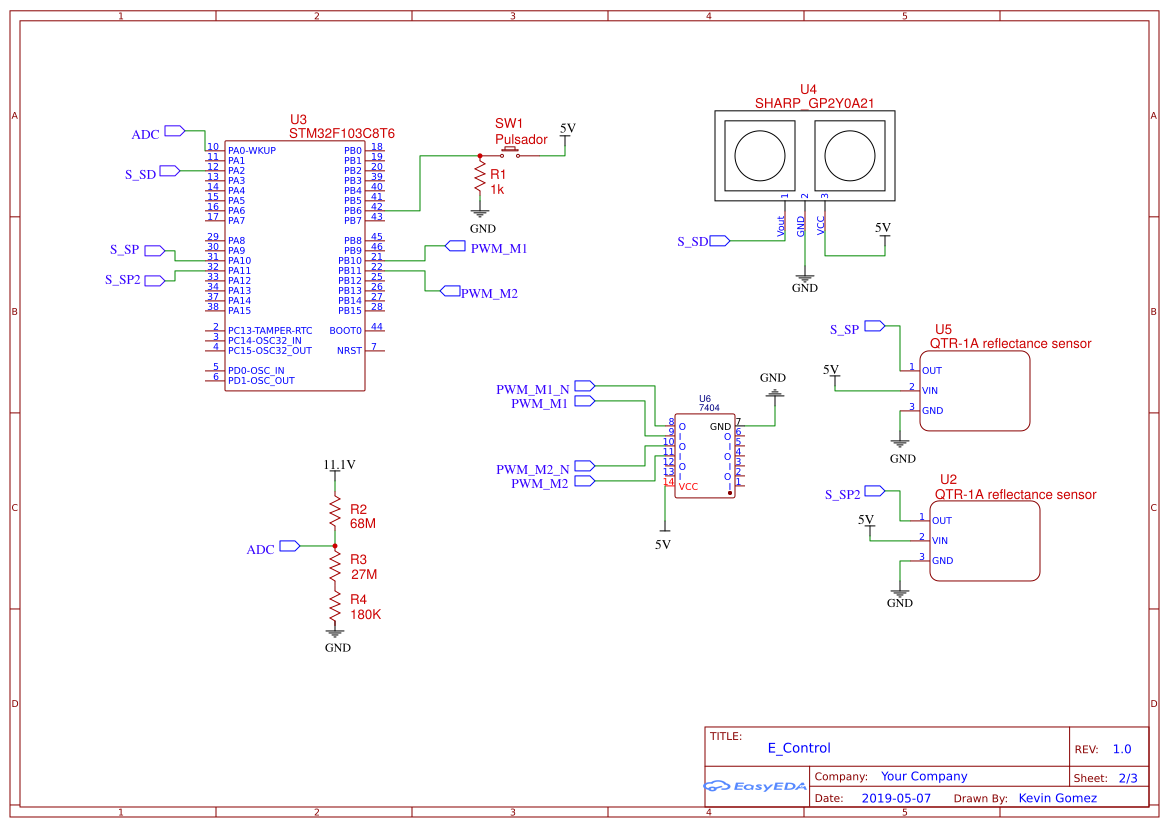 1 2 3 4 5
A A
B B
C C
D D
1 2 3 4 5
U3
STM32F103C8T6
ADC
S_SD
S_SP
S_SP2
10 PA0-WKUP PB0 18
11 PA1 PB1 19
12 PA2 PB2 20
13 PA3 PB3 39
14 PA4 PB4 40
15 PA5 PB5 41
16 PA6 PB6 42
17 PA7 PB7 43
29 PA8 PB8 45
30 PA9 PB9 46
31 PA10 PB10 21
32 PA11 PB11 22
33 PA12 PB12 25
34 PA13 PB13 26
37 PA14 PB14 27
38 PA15 PB15 28
2 PC13-TAMPER-RTC BOOT0 44
3 PC14-OSC32_IN
4 PC15-OSC32_OUT NRST 7
5 PD0-OSC_IN
6 PD1-OSC_OUT
SW1
Pulsador
5V
R1
1k
GND
PWM_M1
PWM_M2
U4
SHARP_GP2Y0A21
1 2 3
Vout GND VCC
S_SD
5V
GND
S_SP
U5
QTR-1A reflectance sensor
5V
1 OUT
2 VIN
3 GND
GND
S_SP2
U2
QTR-1A reflectance sensor
5V
1 OUT
2 VIN
3 GND
GND
PWM_M1_N
PWM_M1
PWM_M2_N
PWM_M2
U6
7404
GND
8 O GND 7
9 I O 6
10 O I 5
11 I O 4
12 O I 3
13 I O 2
14 VCC I 1
5V
11.1V
R2
68M
ADC
R3
27M
R4
180K
GND
TITLE:
E_Control
REV: 1.0
EasyEDA
Company: Your Company
Sheet: 2/3
Date: 2019-05-07 Drawn By: Kevin Gomez